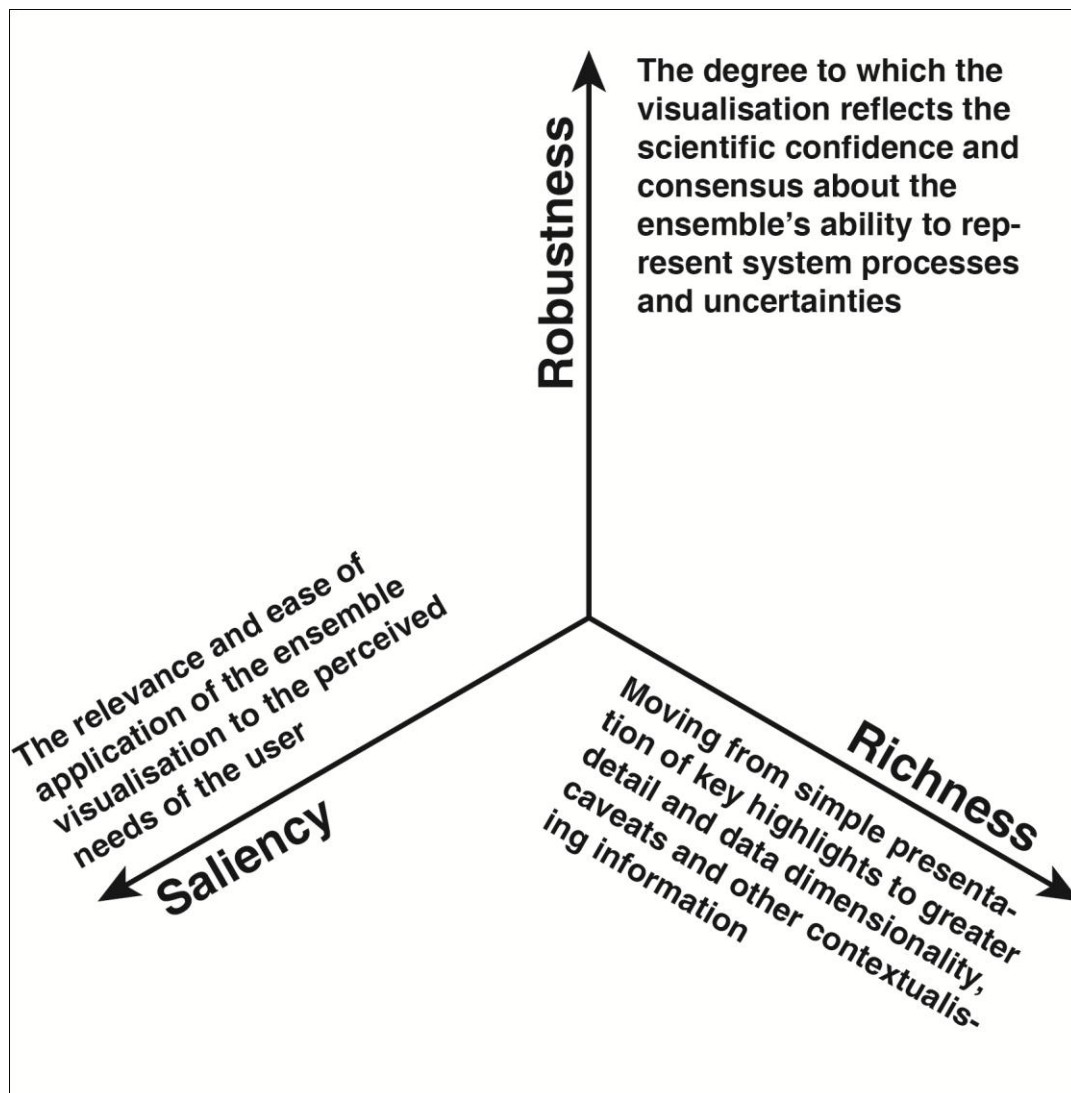 Robustness
The degree to which the
visualisation reflects the
scientific confidence and
consensus about the
ensemble’s ability to rep-
resent system processes
and uncertainties
The relevance and ease of
application of the ensemble
visualisation to the perceived
needs of the user
Saliency
Richness
Moving from simple presenta-
tion of key highlights to greater
detail and data dimensionality,
caveats and other contextualis-
ing information